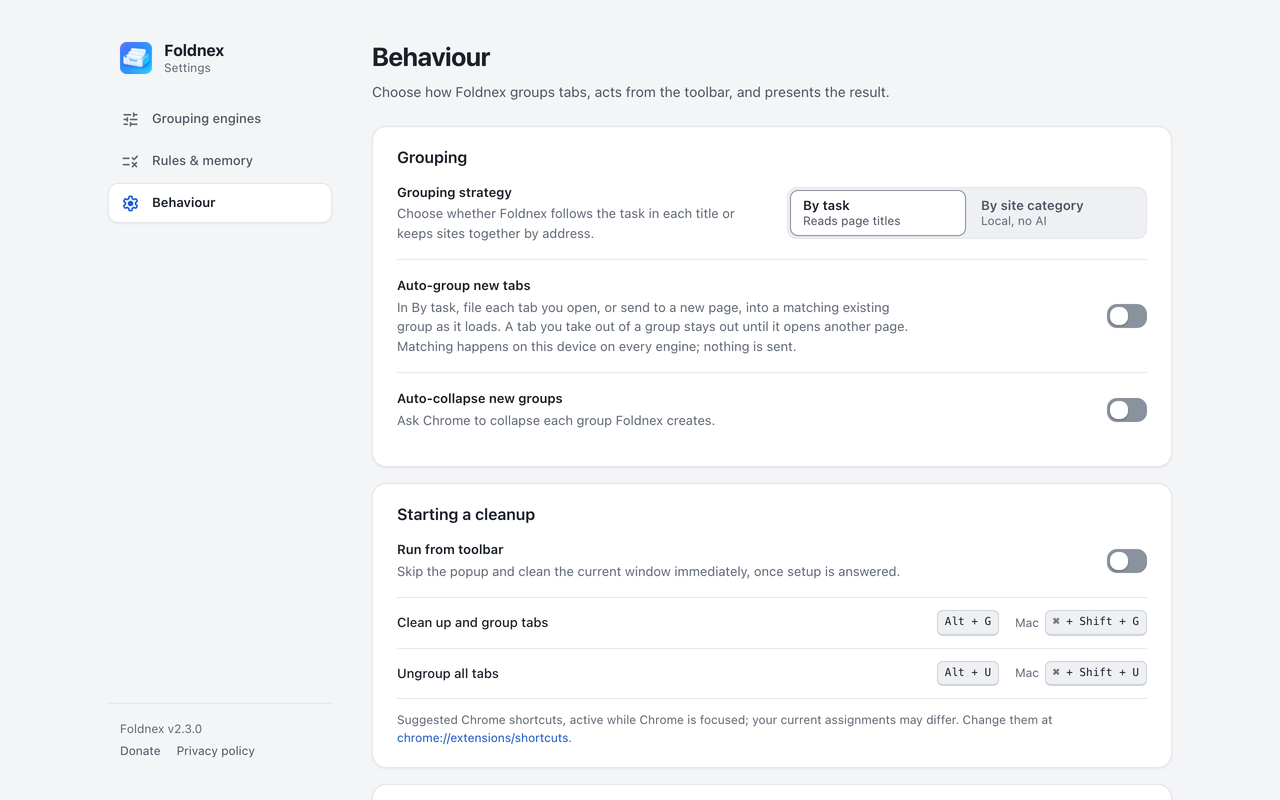 Foldnex
Settings
Grouping engines
Rules & memory
Behaviour
Foldnex v2.3.0
Donate Privacy policy
Behaviour
Choose how Foldnex groups tabs, acts from the toolbar, and presents the result.
Grouping
Grouping strategy
Choose whether Foldnex follows the task in each title or
keeps sites together by address.
By task
Reads page titles
By site category
Local, no AI
Auto-group new tabs
In By task, file each tab you open, or send to a new page, into a matching existing
group as it loads. A tab you take out of a group stays out until it opens another page.
Matching happens on this device on every engine; nothing is sent.
Auto-collapse new groups
Ask Chrome to collapse each group Foldnex creates.
Starting a cleanup
Run from toolbar
Skip the popup and clean the current window immediately, once setup is answered.
Clean up and group tabs Alt + G Mac ⌘ + Shift + G
Ungroup all tabs Alt + U Mac ⌘ + Shift + U
Suggested Chrome shortcuts, active while Chrome is focused; your current assignments may differ. Change them at
chrome://extensions/shortcuts.